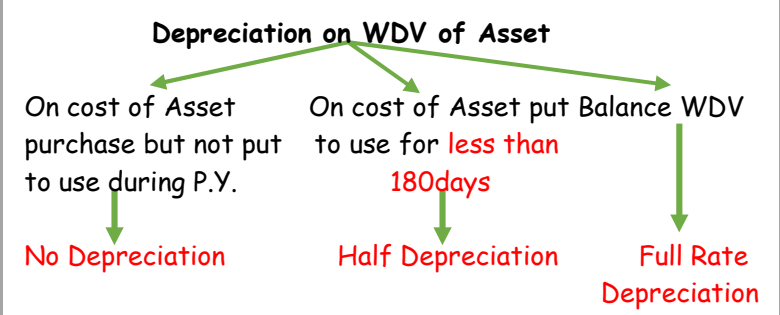 Depreciation on WDV of Asset
On cost of Asset
purchase but not put
to use during P.Y.
On cost of Asset put
to use for less than
180days
Balance WDV
No Depreciation
Half Depreciation
Full Rate
Depreciation